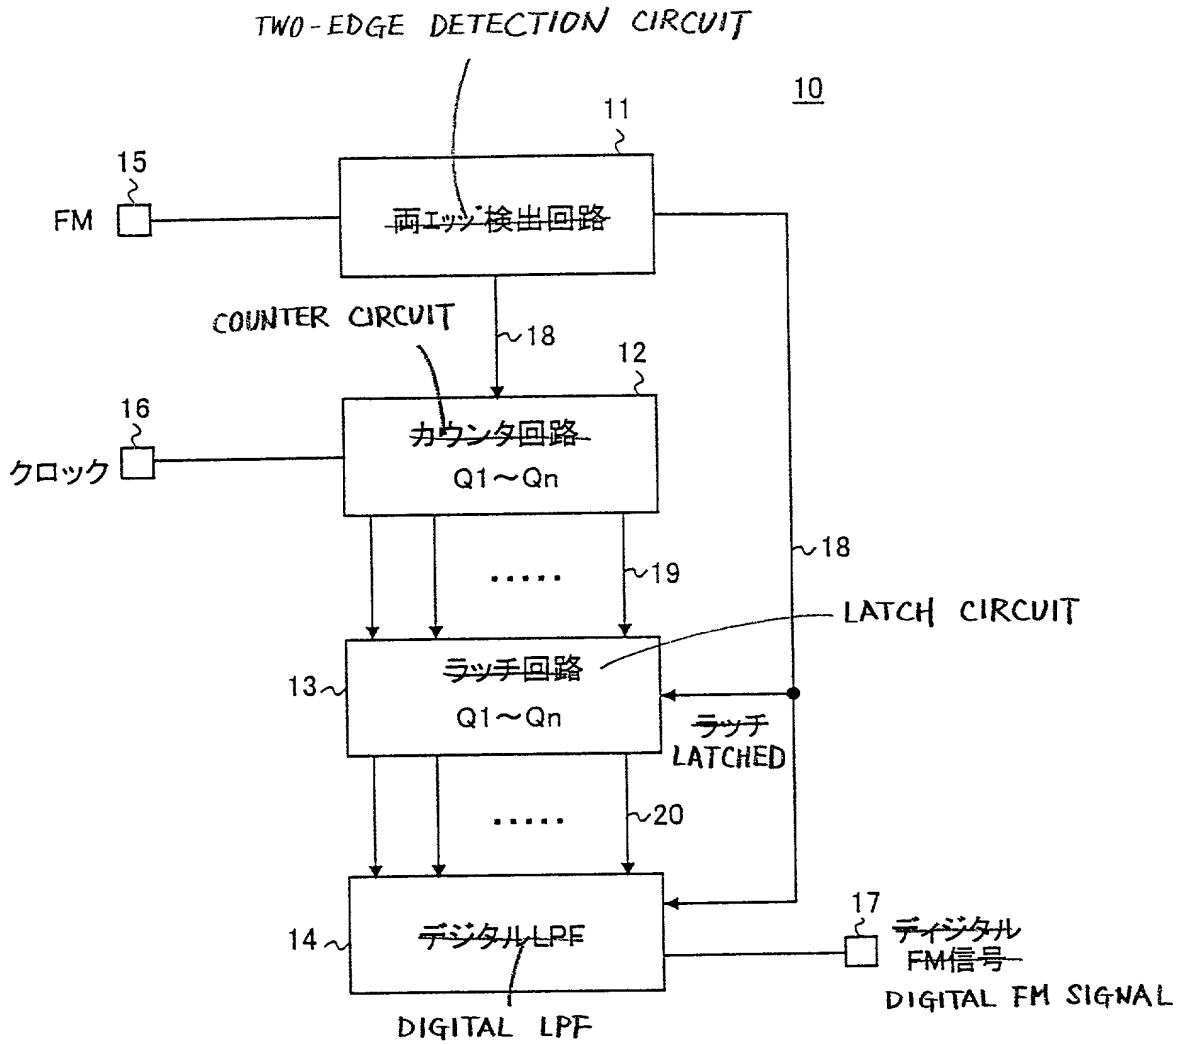 TWO-EDGE DETECTION CIRCUIT
10
11
15
FM
両エッジ検出回路
COUNTER CIRCUIT
18
12
16
クロック
カウンタ回路
Q1～Qn
18
19
LATCH CIRCUIT
ラッチ回路
13
Q1～Qn
ラッチ
LATCHED
20
17
14
デジタルLPF
ディジタル
FM信号
DIGITAL FM SIGNAL
DIGITAL LPF